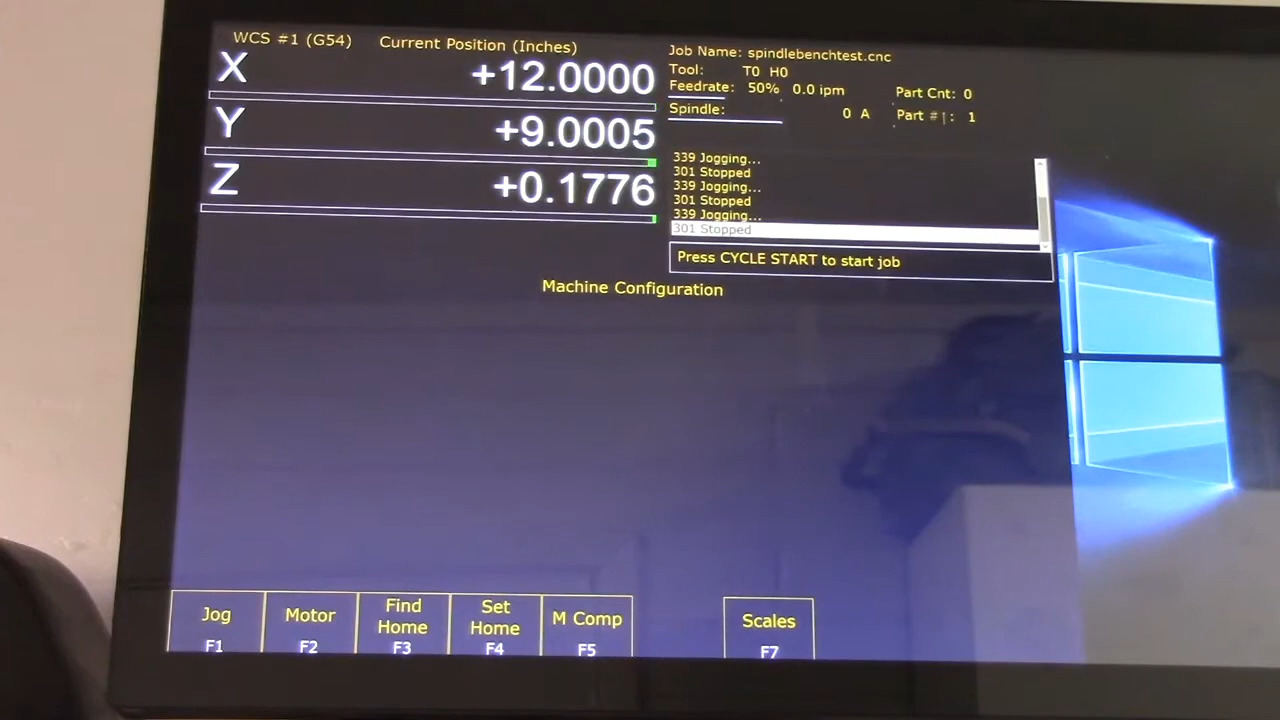 WCS #1 (G54) Current Position (Inches)
X +12.0000
Y +9.0005
Z +0.1776
Job Name: spindlebenchtest.cnc
Tool: T0 H0
Feedrate: 50% 0.0 ipm Part Cnt: 0
Spindle: 0 A Part #: 1
339 Jogging...
301 Stopped
339 Jogging...
301 Stopped
339 Jogging...
301 Stopped
Press CYCLE START to start job
Machine Configuration
Jog F1
Motor F2
Find Home F3
Set Home F4
M Comp F5
Scales F7